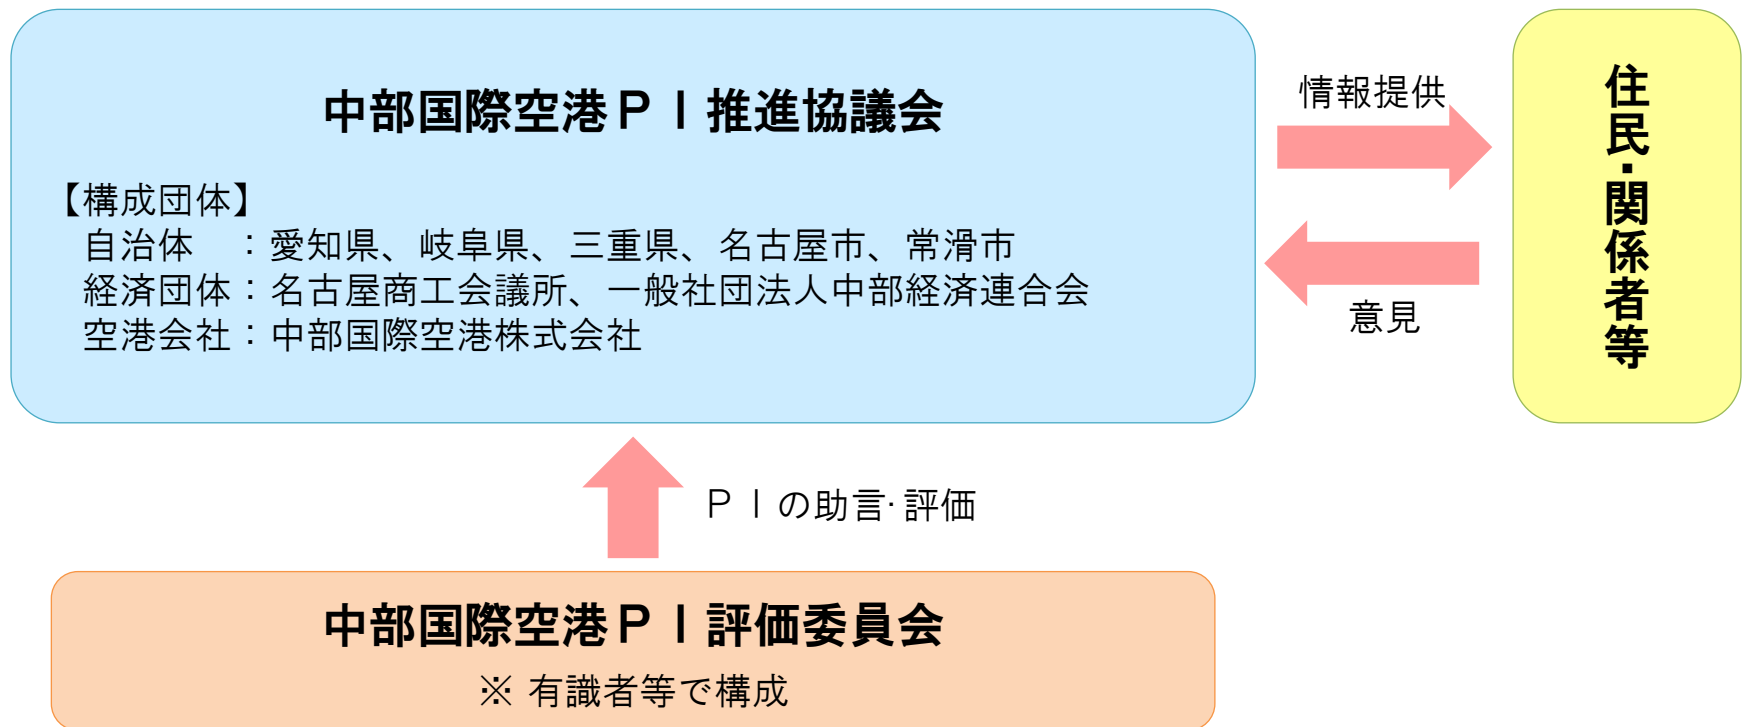 中部国際空港ＰＩ推進協議会
【構成団体】
自治体　：愛知県、岐阜県、三重県、名古屋市、常滑市
経済団体：名古屋商工会議所、一般社団法人中部経済連合会
空港会社：中部国際空港株式会社
情報提供
意見
住民・関係者等
ＰＩの助言・評価
中部国際空港ＰＩ評価委員会
※ 有識者等で構成